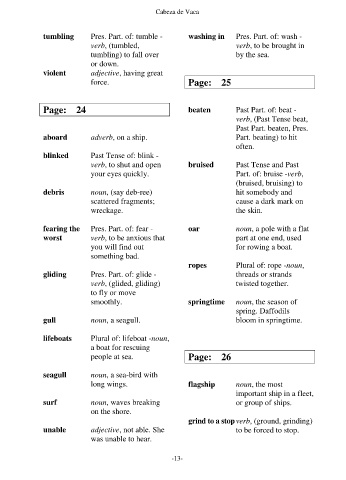 Cabeza de Vaca
tumbling Pres. Part. of: tumble -
verb, (tumbled,
tumbling) to fall over
or down.
violent adjective, having great
force.
Page: 24
aboard adverb, on a ship.
blinked Past Tense of: blink -
verb, to shut and open
your eyes quickly.
debris noun, (say deb-ree)
scattered fragments;
wreckage.
fearing the Pres. Part. of: fear -
worst verb, to be anxious that
you will find out
something bad.
gliding Pres. Part. of: glide -
verb, (glided, gliding)
to fly or move
smoothly.
gull noun, a seagull.
lifeboats Plural of: lifeboat -noun,
a boat for rescuing
people at sea.
seagull noun, a sea-bird with
long wings.
surf noun, waves breaking
on the shore.
unable adjective, not able. She
was unable to hear.
washing in Pres. Part. of: wash -
verb, to be brought in
by the sea.
Page: 25
beaten Past Part. of: beat -
verb, (Past Tense beat,
Past Part. beaten, Pres.
Part. beating) to hit
often.
bruised Past Tense and Past
Part. of: bruise -verb,
(bruised, bruising) to
hit somebody and
cause a dark mark on
the skin.
oar noun, a pole with a flat
part at one end, used
for rowing a boat.
ropes Plural of: rope -noun,
threads or strands
twisted together.
springtime noun, the season of
spring. Daffodils
bloom in springtime.
Page: 26
flagship noun, the most
important ship in a fleet,
or group of ships.
grind to a stop verb, (ground, grinding)
to be forced to stop.
-13-